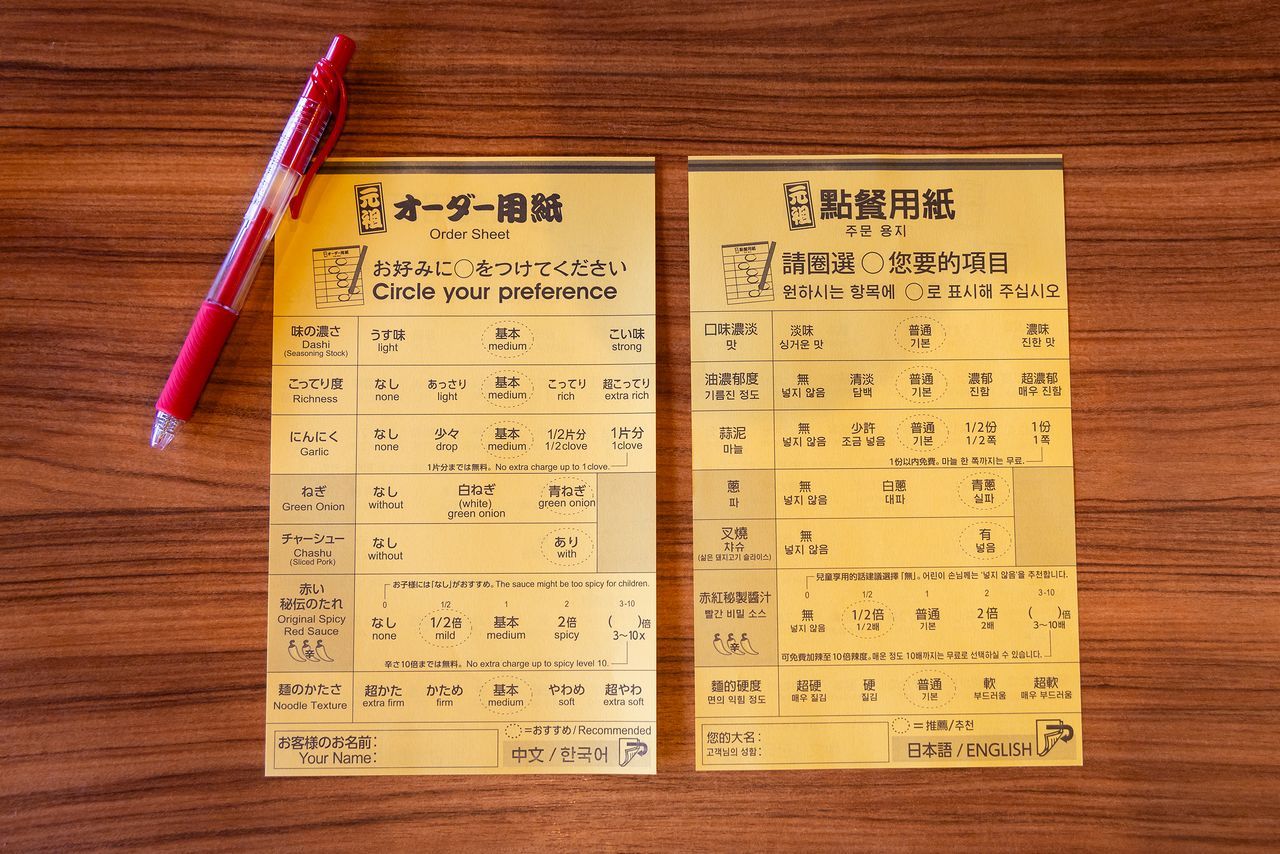 元祖
オーダー用紙
Order Sheet
オーダー用紙
お好みに○をつけてください
Circle your preference
味の濃さ うす味 基本 こい味
Dashi light medium strong
(Seasoning Stock)
こってり度 なし あっさり 基本 こってり 超こってり
Richness none light medium rich extra rich
にんにく なし 少々 基本 1/2片分 1片分
Garlic none drop medium 1/2clove 1clove
1片分までは無料。No extra charge up to 1clove.
ねぎ なし 白ねぎ 青ねぎ
Green Onion without (white) green onion
green onion
チャーシュー なし あり
Chashu without with
(Sliced Pork)
お子様には「なし」がおすすめ。The sauce might be too spicy for children.
赤い 0 1/2 1 2 3-10
秘伝のたれ なし 1/2倍 基本 2倍 ( )倍
Original Spicy none mild medium spicy 3〜10x
Red Sauce
辛
辛さ10倍までは無料。No extra charge up to spicy level 10.
麺のかたさ 超かた かため 基本 やわめ 超やわ
Noodle Texture extra firm firm medium soft extra soft
=おすすめ/Recommended
お客様のお名前:
Your Name:
中文 / 한국어
元祖
點餐用紙
주문 용지
點餐用紙
請圈選 ○ 您要的項目
원하시는 항목에 ○로 표시해 주십시오
口味濃淡 淡味 普通 濃味
맛 싱거운 맛 기본 진한 맛
油濃郁度 無 清淡 普通 濃郁 超濃郁
기름진 정도 넣지 않음 담백 기본 진함 매우 진함
蒜泥 無 少許 普通 1/2份 1份
마늘 넣지 않음 조금 넣음 기본 1/2쪽 1쪽
1份以内免費。마늘 한 쪽까지는 무료.
蔥 無 白蔥 青蔥
파 넣지 않음 대파 실파
叉燒 無 有
챠슈 넣지 않음 넣음
(삶은 돼지고기 슬라이스)
兒童享用的話建議選擇「無」。어린이 손님께는 '넣지 않음'을 추천합니다.
0 1/2 1 2 3-10
赤紅秘製醬汁 無 1/2倍 普通 2倍 ( )倍
빨간 비밀 소스 넣지 않음 1/2배 기본 2배 3〜10배
辛
可免費加辣至10倍辣度。매운 정도 10배까지는 무료로 선택하실 수 있습니다.
麵的硬度 超硬 硬 普通 軟 超軟
면의 익힘 정도 매우 질김 질김 기본 부드러움 매우 부드러움
=推薦/추천
您的大名:
고객님의 성함:
日本語 / ENGLISH